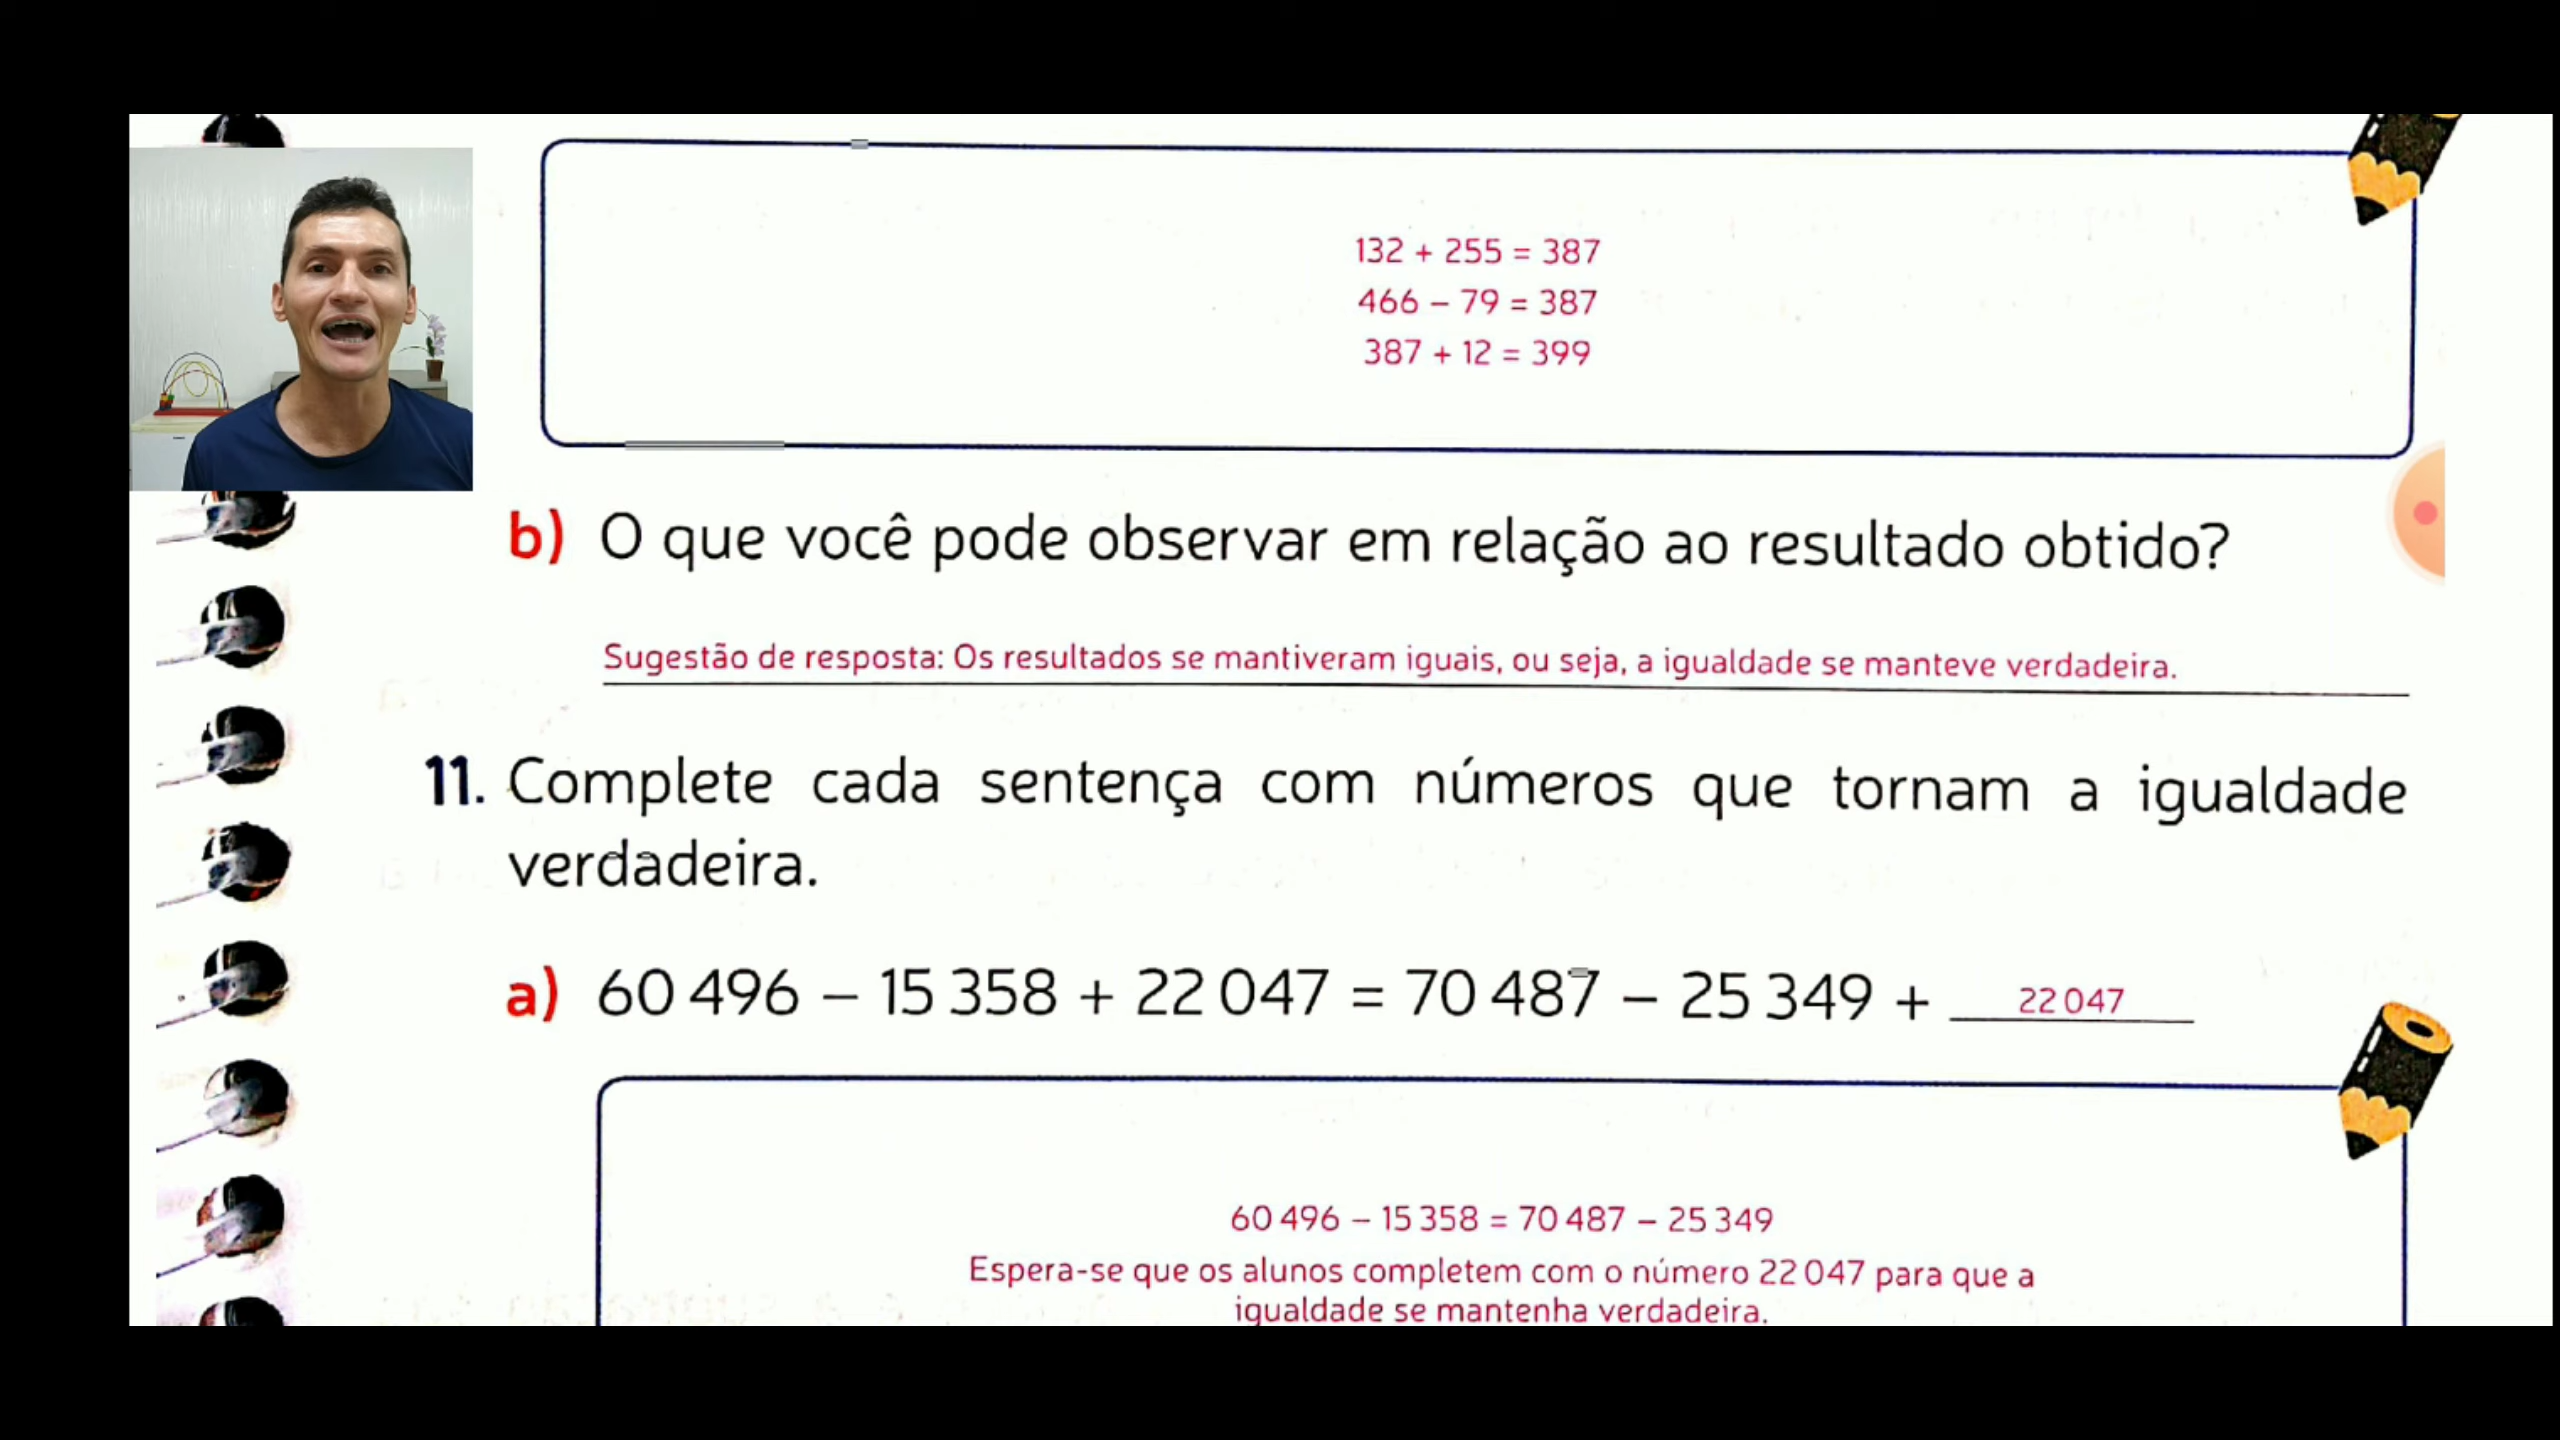 132 + 255 = 387
466 – 79 = 387
387 + 12 = 399
b) O que você pode observar em relação ao resultado obtido?
Sugestão de resposta: Os resultados se mantiveram iguais, ou seja, a igualdade se manteve verdadeira.
11. Complete cada sentença com números que tornam a igualdade
verdadeira.
a) 60 496 – 15 358 + 22 047 = 70 487 – 25 349 + 22 047
60 496 – 15 358 = 70 487 – 25 349
Espera-se que os alunos completem com o número 22 047 para que a
igualdade se mantenha verdadeira.